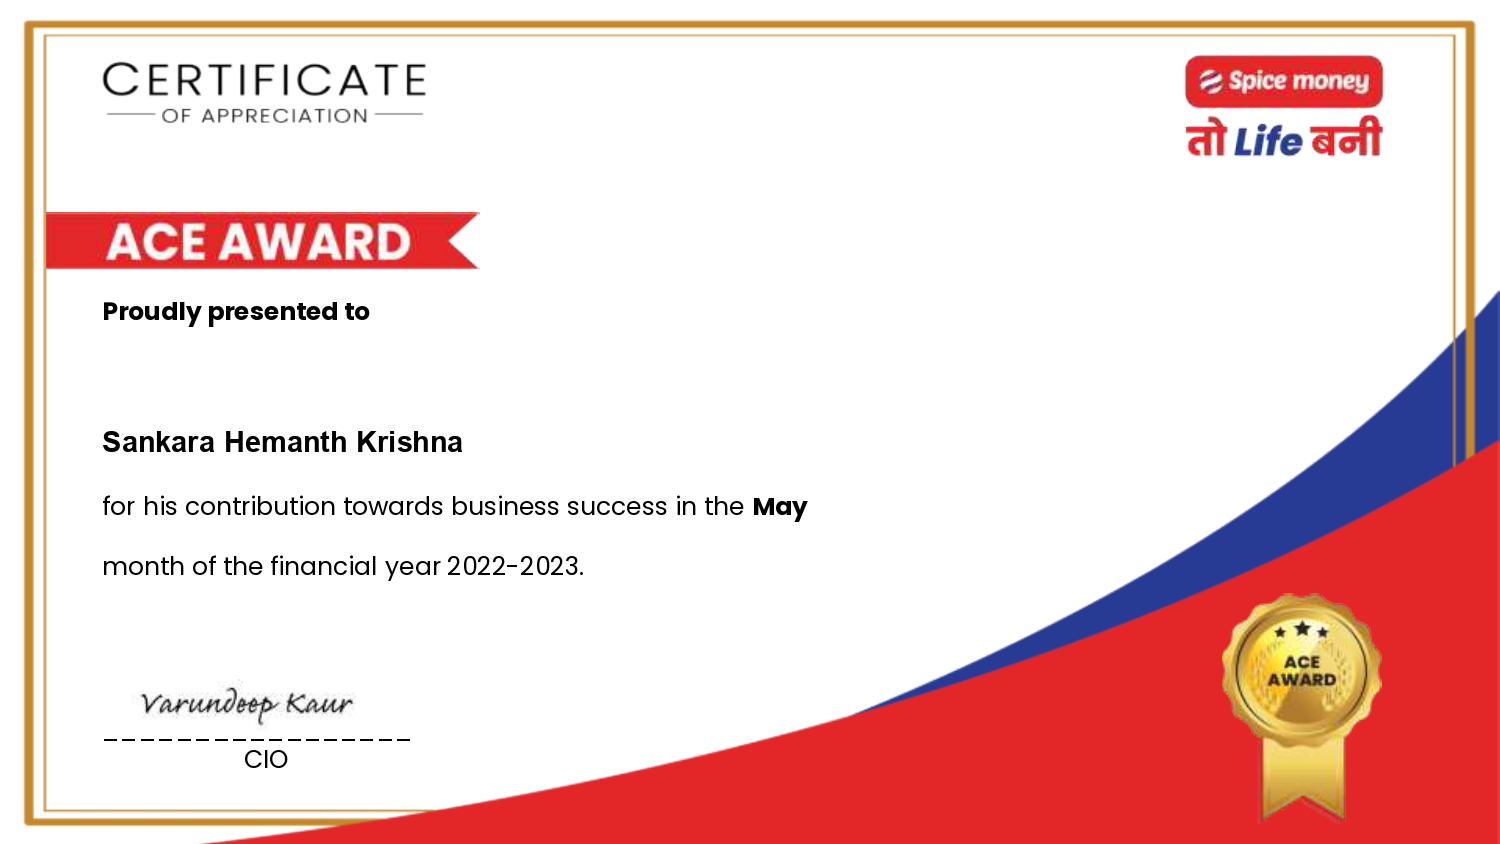 CERTIFICATE
OF APPRECIATION
Spice money
तो Life बनी
ACE AWARD
Proudly presented to
Sankara Hemanth Krishna
for his contribution towards business success in the May
month of the financial year 2022-2023.
Varundeep Kaur
CIO
ACE
AWARD